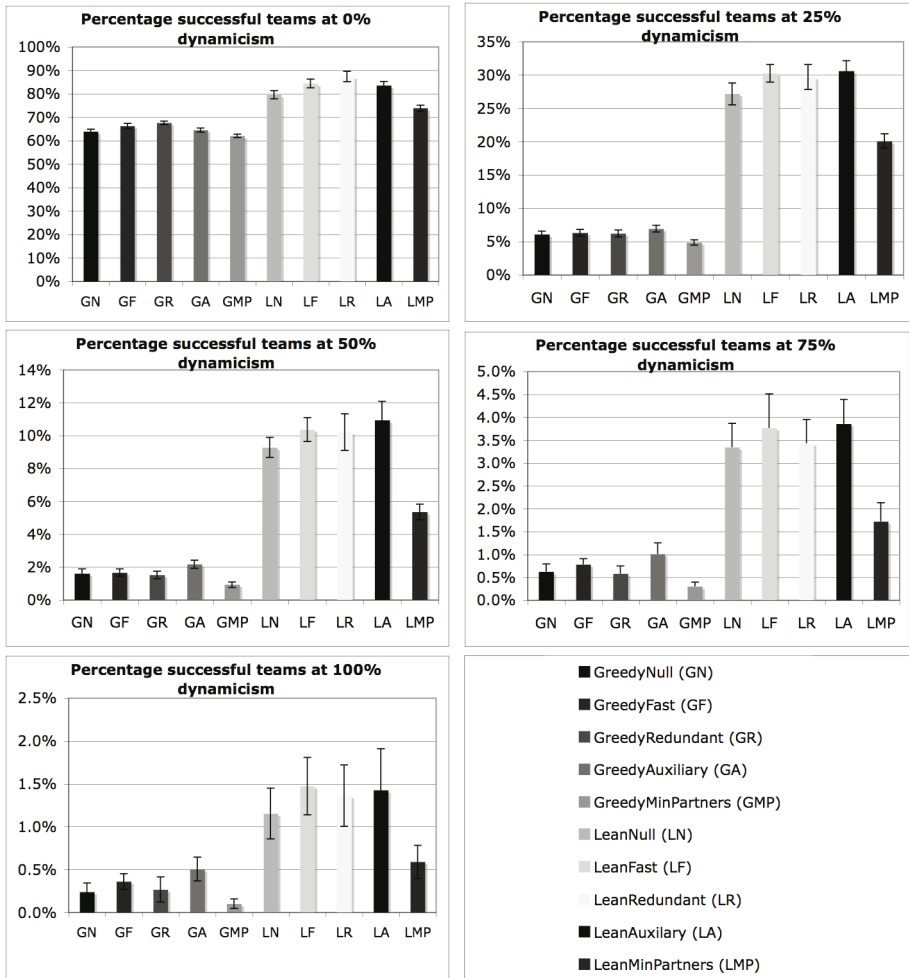 Percentage successful teams at 0%
dynamicism
100%
90%
80%
70%
60%
50%
40%
30%
20%
10%
0%
GN GF GR GA GMP LN LF LR LA LMP
Percentage successful teams at 25%
dynamicism
35%
30%
25%
20%
15%
10%
5%
0%
GN GF GR GA GMP LN LF LR LA LMP
Percentage successful teams at 50%
dynamicism
14%
12%
10%
8%
6%
4%
2%
0%
GN GF GR GA GMP LN LF LR LA LMP
Percentage successful teams at 75%
dynamicism
5.0%
4.5%
4.0%
3.5%
3.0%
2.5%
2.0%
1.5%
1.0%
0.5%
0.0%
GN GF GR GA GMP LN LF LR LA LMP
Percentage successful teams at 100%
dynamicism
2.5%
2.0%
1.5%
1.0%
0.5%
0.0%
GN GF GR GA GMP LN LF LR LA LMP
GreedyNull (GN)
GreedyFast (GF)
GreedyRedundant (GR)
GreedyAuxiliary (GA)
GreedyMinPartners (GMP)
LeanNull (LN)
LeanFast (LF)
LeanRedundant (LR)
LeanAuxilary (LA)
LeanMinPartners (LMP)